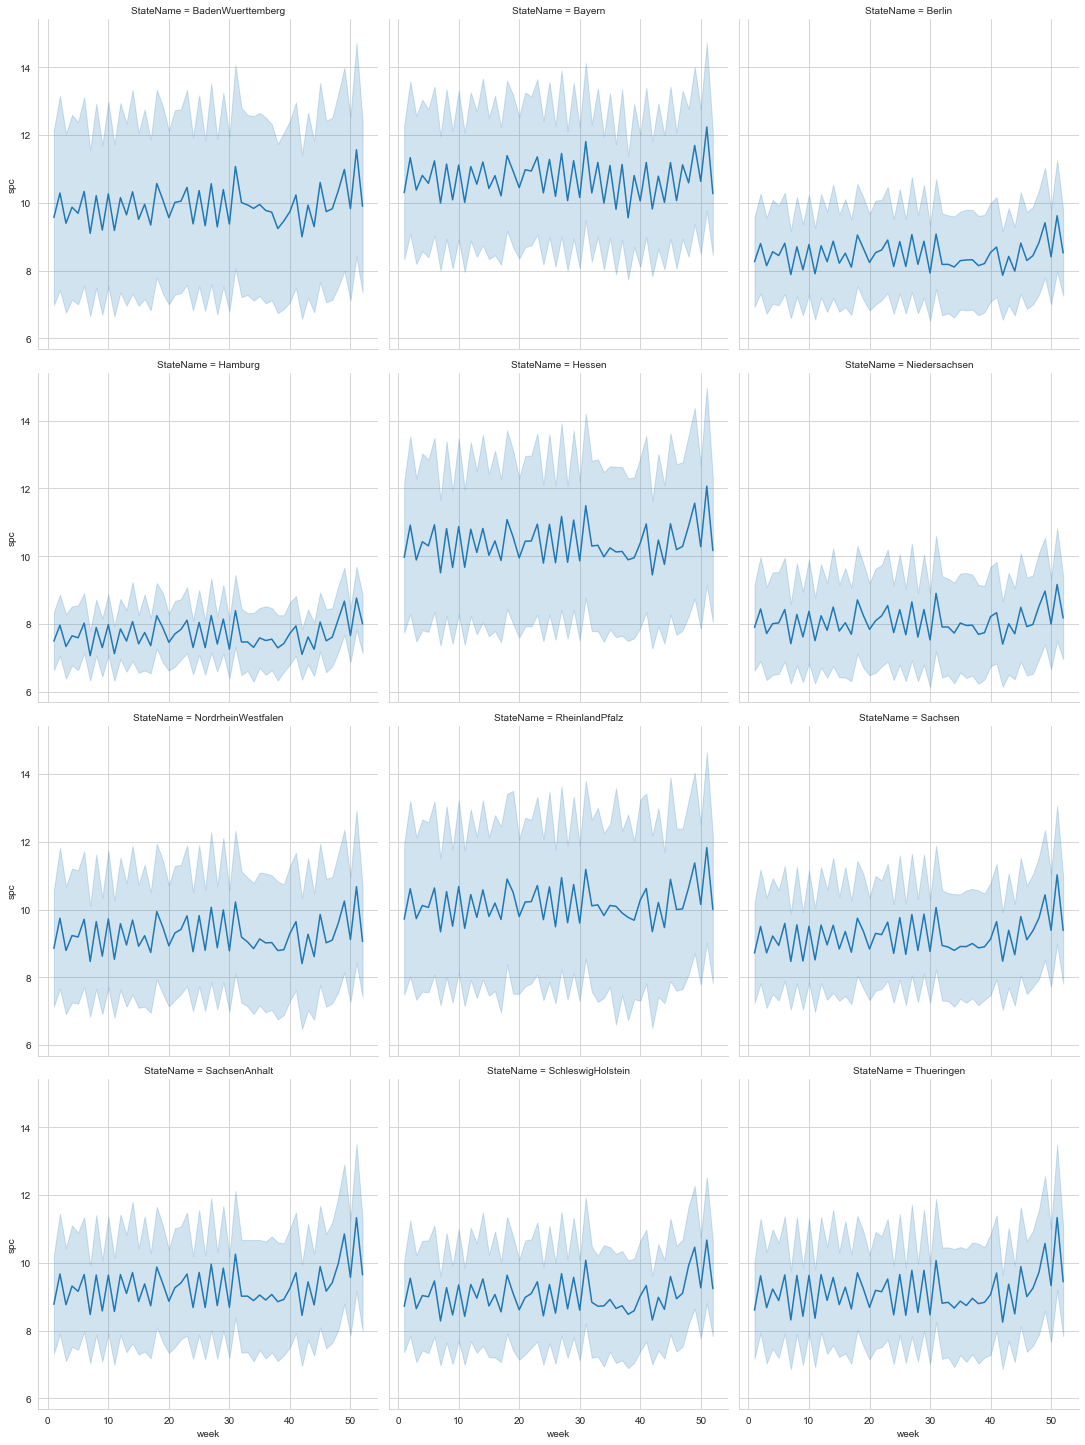 StateName = BadenWuerttemberg
StateName = Bayern
StateName = Berlin
14
12
10
8
6
spc
StateName = Hamburg
StateName = Hessen
StateName = Niedersachsen
14
12
10
8
6
spc
StateName = NordrheinWestfalen
StateName = RheinlandPfalz
StateName = Sachsen
14
12
10
8
6
spc
StateName = SachsenAnhalt
StateName = SchleswigHolstein
StateName = Thueringen
14
12
10
8
6
spc
0 10 20 30 40 50
0 10 20 30 40 50
0 10 20 30 40 50
week
week
week